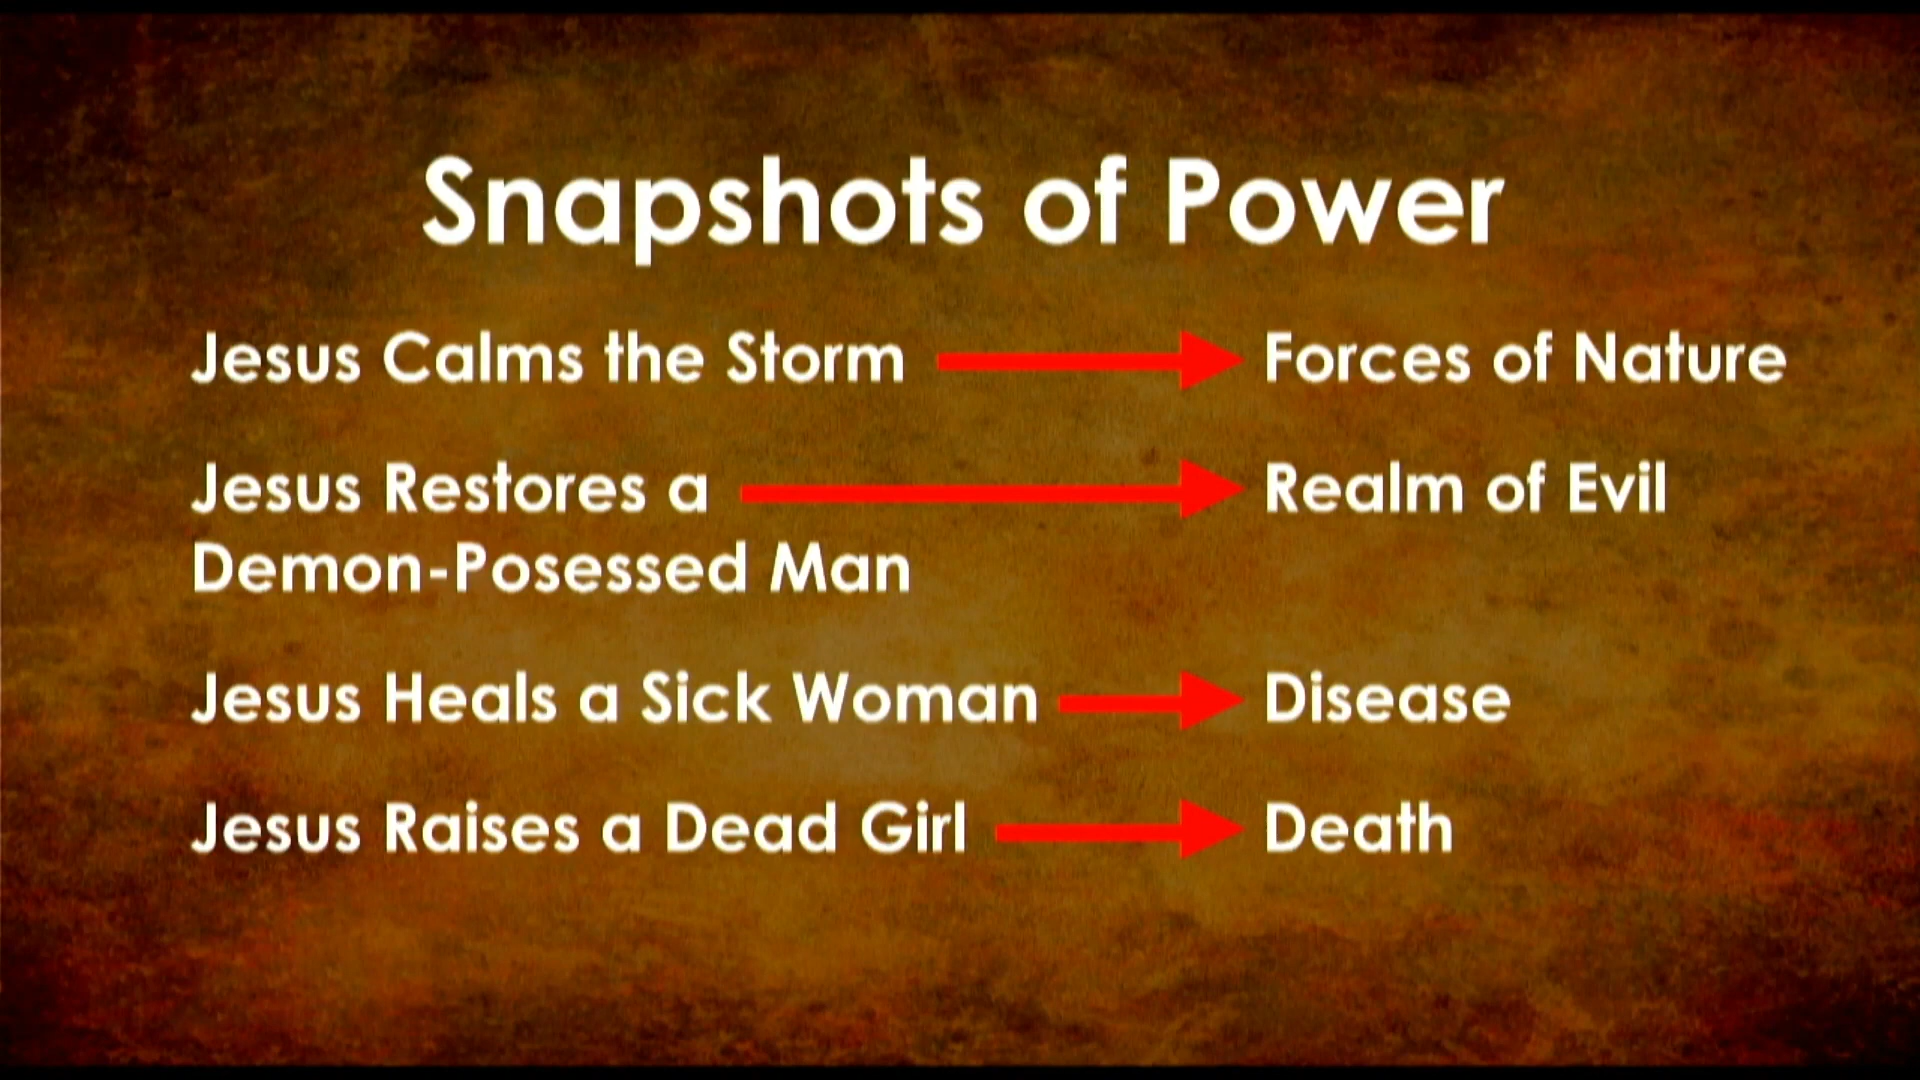 Snapshots of Power
Jesus Calms the Storm Forces of Nature
Jesus Restores a Realm of Evil
Demon-Posessed Man
Jesus Heals a Sick Woman Disease
Jesus Raises a Dead Girl Death